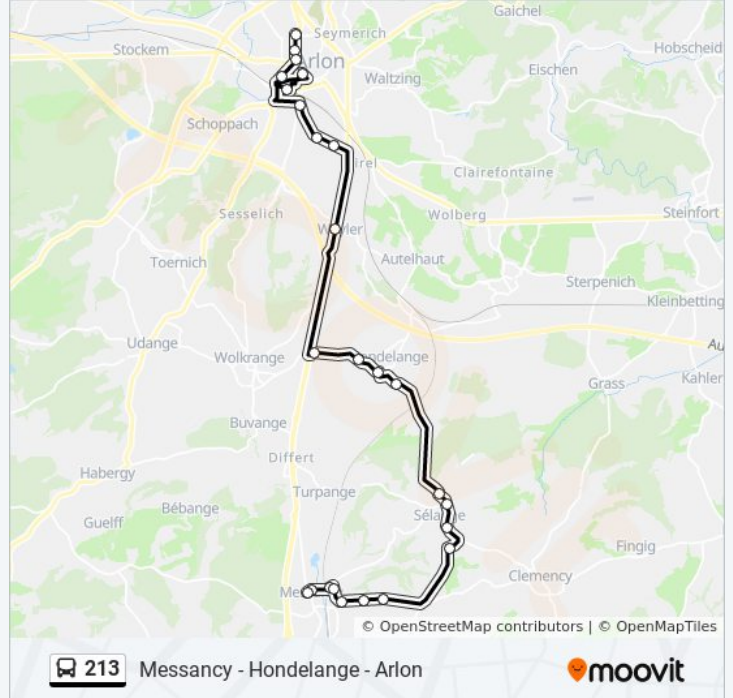 Gaichel
Seymerich
Stockem
Hobscheid
Arlon
Eischen
Waltzing
Schoppach
Clairefontaine
Sesselich
Wolberg
Steinfort
Toernich
Autelhaut
Sterpenich
Kleinbetting
Udange
Au
Wolkrange
Kahler
Grass
Buvange
Differt
Habergy
Turpange
Bébange
Guelff
Fingig
Clemency
© OpenStreetMap contributors | © OpenMapTiles
213 Messancy - Hondelange - Arlon
moovit